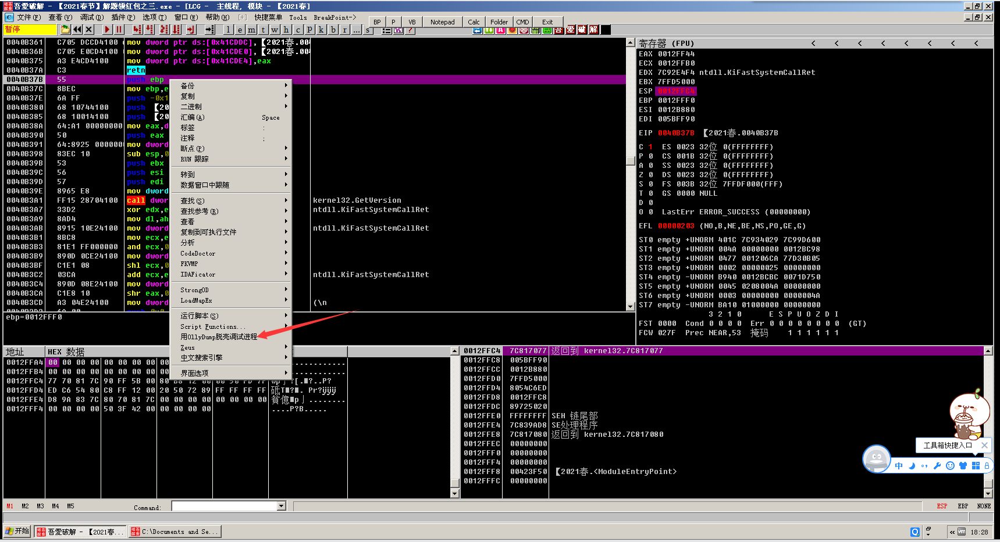 吾爱破解 - 【2021春节】解题领红包之三.exe - [LCG -  主线程, 模块 - 【2021春]
文件(F) 查看(V) 调试(D) 插件(P) 选项(T) 窗口(W) 帮助(H) [+] 快捷菜单 Tools BreakPoint->
BP P VB Notepad Calc Folder CMD Exit
暂停
l e m t w h c p k b r ... s
吾 爱 破 解
0040B361 C705 DCCD4100 mov dword ptr ds:[0x41CDDC],【2021春.004
0040B36B C705 E0CD4100 mov dword ptr ds:[0x41CDE0],【2021春.004
0040B375 A3 E4CD4100 mov dword ptr ds:[0x41CDE4],eax
0040B37A C3 retn
0040B37B 55 push ebp
0040B37C 8BEC mov ebp,e
0040B37E 6A FF push -0x1
0040B380 68 10744100 push 【20
0040B385 68 10014100 push 【20
0040B38A 64:A1 00000000 mov eax,d
0040B390 50 push eax
0040B391 64:8925 0000000 mov dword
0040B398 83EC 10 sub esp,0
0040B39B 53 push ebx
0040B39C 56 push esi
0040B39D 57 push edi
0040B39E 8965 E8 mov dword
0040B3A1 FF15 28704100 call dwor kernel32.GetVersion
0040B3A7 33D2 xor edx,e ntdll.KiFastSystemCallRet
0040B3A9 8AD4 mov dl,ah
0040B3AB 8915 10E24100 mov dword ntdll.KiFastSystemCallRet
0040B3B1 8BC8 mov ecx,e
0040B3B3 81E1 FF000000 and ecx,0
0040B3B9 890D 0CE24100 mov dword
0040B3BF C1E1 08 shl ecx,0
0040B3C2 03CA add ecx,e ntdll.KiFastSystemCallRet
0040B3C4 890D 08E24100 mov dword
0040B3CA C1E8 10 shr eax,0
0040B3CD A3 04E24100 mov dword (\n
ebp=0012FFF0
备份
复制
二进制
汇编(A) Space
标签 :
注释 ;
断点(P)
RUN 跟踪
转到
数据窗口中跟随
查找(S)
查找参考(R)
查看
复制到可执行文件
分析
CodeDoctor
FKVMP
IDAFicator
StrongOD
LoadMapEx
运行脚本(S)
Script Functions...
用OllyDump脱壳调试进程
Zeus
中文搜索引擎
界面选项
寄存器 (FPU) < < < < < < < <
EAX 0012FF44
ECX 0012FFB0
EDX 7C92E4F4 ntdll.KiFastSystemCallRet
EBX 7FFD5000
ESP 0012FFC4
EBP 0012FFF0
ESI 0012B880
EDI 005BFF90
EIP 0040B37B 【2021春.0040B37B
C 1 ES 0023 32位 0(FFFFFFFF)
P 0 CS 001B 32位 0(FFFFFFFF)
A 0 SS 0023 32位 0(FFFFFFFF)
Z 0 DS 0023 32位 0(FFFFFFFF)
S 0 FS 003B 32位 7FFDF000(FFF)
T 0 GS 0000 NULL
D 0
O 0 LastErr ERROR_SUCCESS (00000000)
EFL 00000203 (NO,B,NE,BE,NS,PO,GE,G)
ST0 empty +UNORM 401C 7C934029 7C99D600
ST1 empty +UNORM 004A 00000000 0012BC98
ST2 empty +UNORM 0477 001206CA 77D30B05
ST3 empty +UNORM 0002 00000025 00000000
ST4 empty -UNORM B940 0012BCBC 0071D750
ST5 empty +UNORM 0045 0208004A 00000000
ST6 empty +UNORM 0003 00000000 0000004A
ST7 empty -UNORM BA10 01000000 00000000
3 2 1 0 E S P U O Z D I
FST 0000 Cond 0 0 0 0 Err 0 0 0 0 0 0 0 0 (GT)
FCW 027F Prec NEAR,53 掩码 1 1 1 1 1 1
地址 HEX 数据
0012FFA4 00 00 00 00 00 00 00 00 00
0012FFB4 00 00 00 00 00 00 00 00 00
0012FFC4 77 70 81 7C 90 FF 5B 00 80 B8 12 00 00 50 FD 7F
0012FFD4 ED C6 54 80 C8 FF 12 00 20 50 72 89 FF FF FF FF
0012FFE4 D8 9A 83 7C 80 70 81 7C 00 00 00 00 00 00 00 00
0012FFF4 00 00 00 00 50 3F 42 00 00 00 00 00 ....P?B.....
0012FFC4 7C817077 返回到 kernel32.7C817077
0012FFC8 005BFF90
0012FFCC 0012B880
0012FFD0 7FFD5000
0012FFD4 8054C6ED
0012FFD8 0012FFC8
0012FFDC 89725020
0012FFE0 FFFFFFFF SEH 链尾部
0012FFE4 7C839AD8 SE处理程序
0012FFE8 7C817080 返回到 kernel32.7C817080
0012FFEC 00000000
0012FFF0 00000000
0012FFF4 00000000
0012FFF8 00423F50 【2021春.<ModuleEntryPoint>
0012FFFC 00000000
工具箱快捷入口
中
M1 M2 M3 M4 M5 Command: ESP EBP NONE
开始 吾爱破解 - 【2021春... C:\Documents and Se... « 18:28